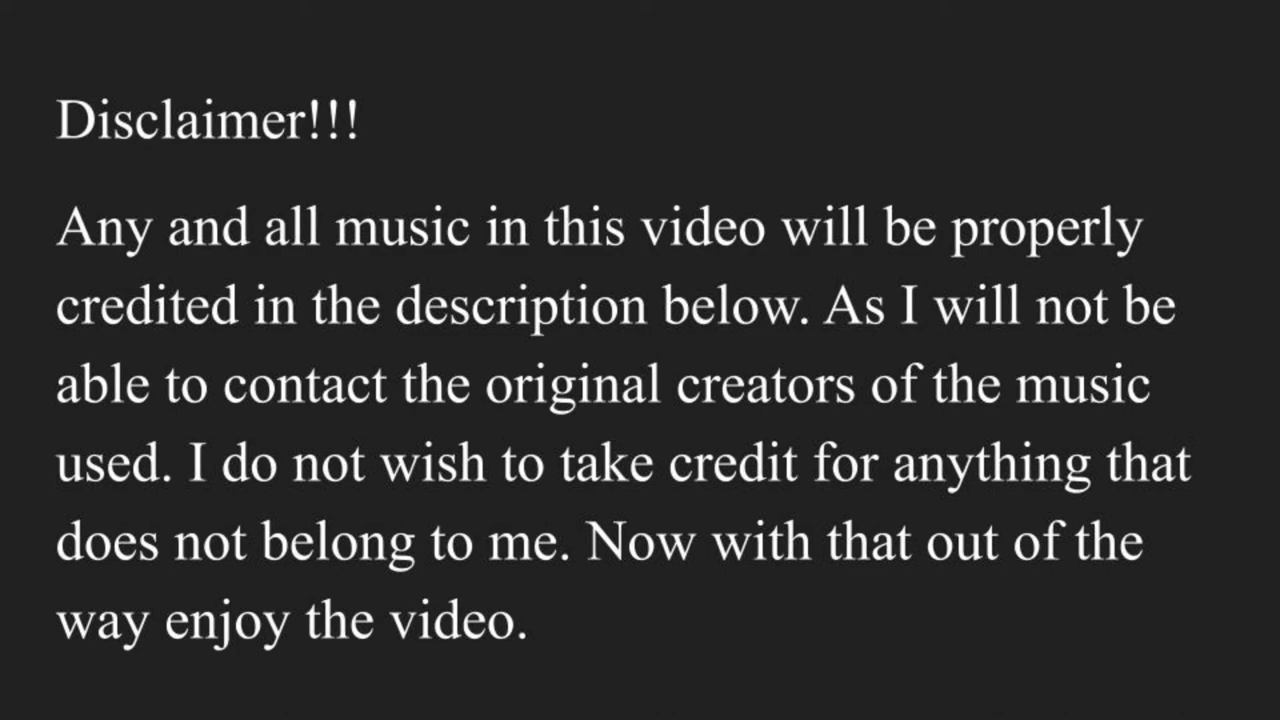 Disclaimer!!!
Any and all music in this video will be properly
credited in the description below. As I will not be
able to contact the original creators of the music
used. I do not wish to take credit for anything that
does not belong to me. Now with that out of the
way enjoy the video.